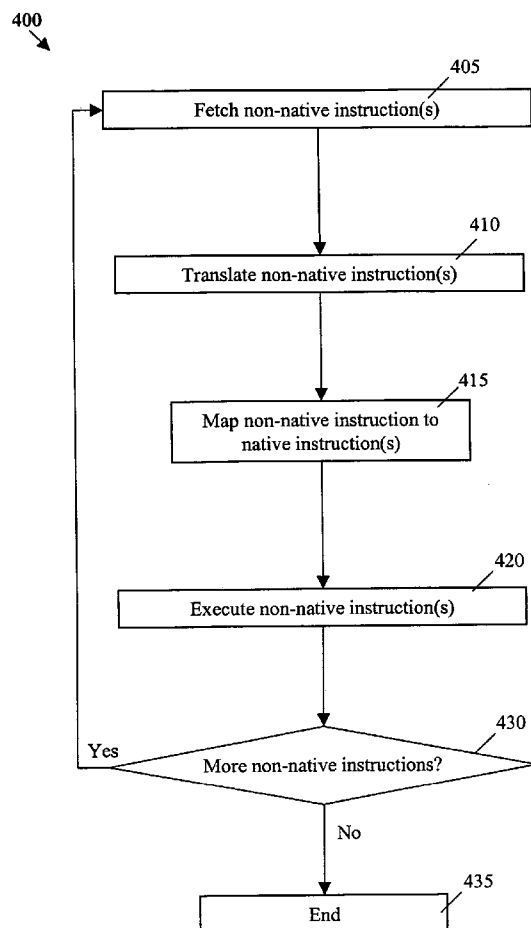 400
405
Fetch non-native instruction(s)
410
Translate non-native instruction(s)
415
Map non-native instruction to
native instruction(s)
420
Execute non-native instruction(s)
430
Yes
More non-native instructions?
No
435
End